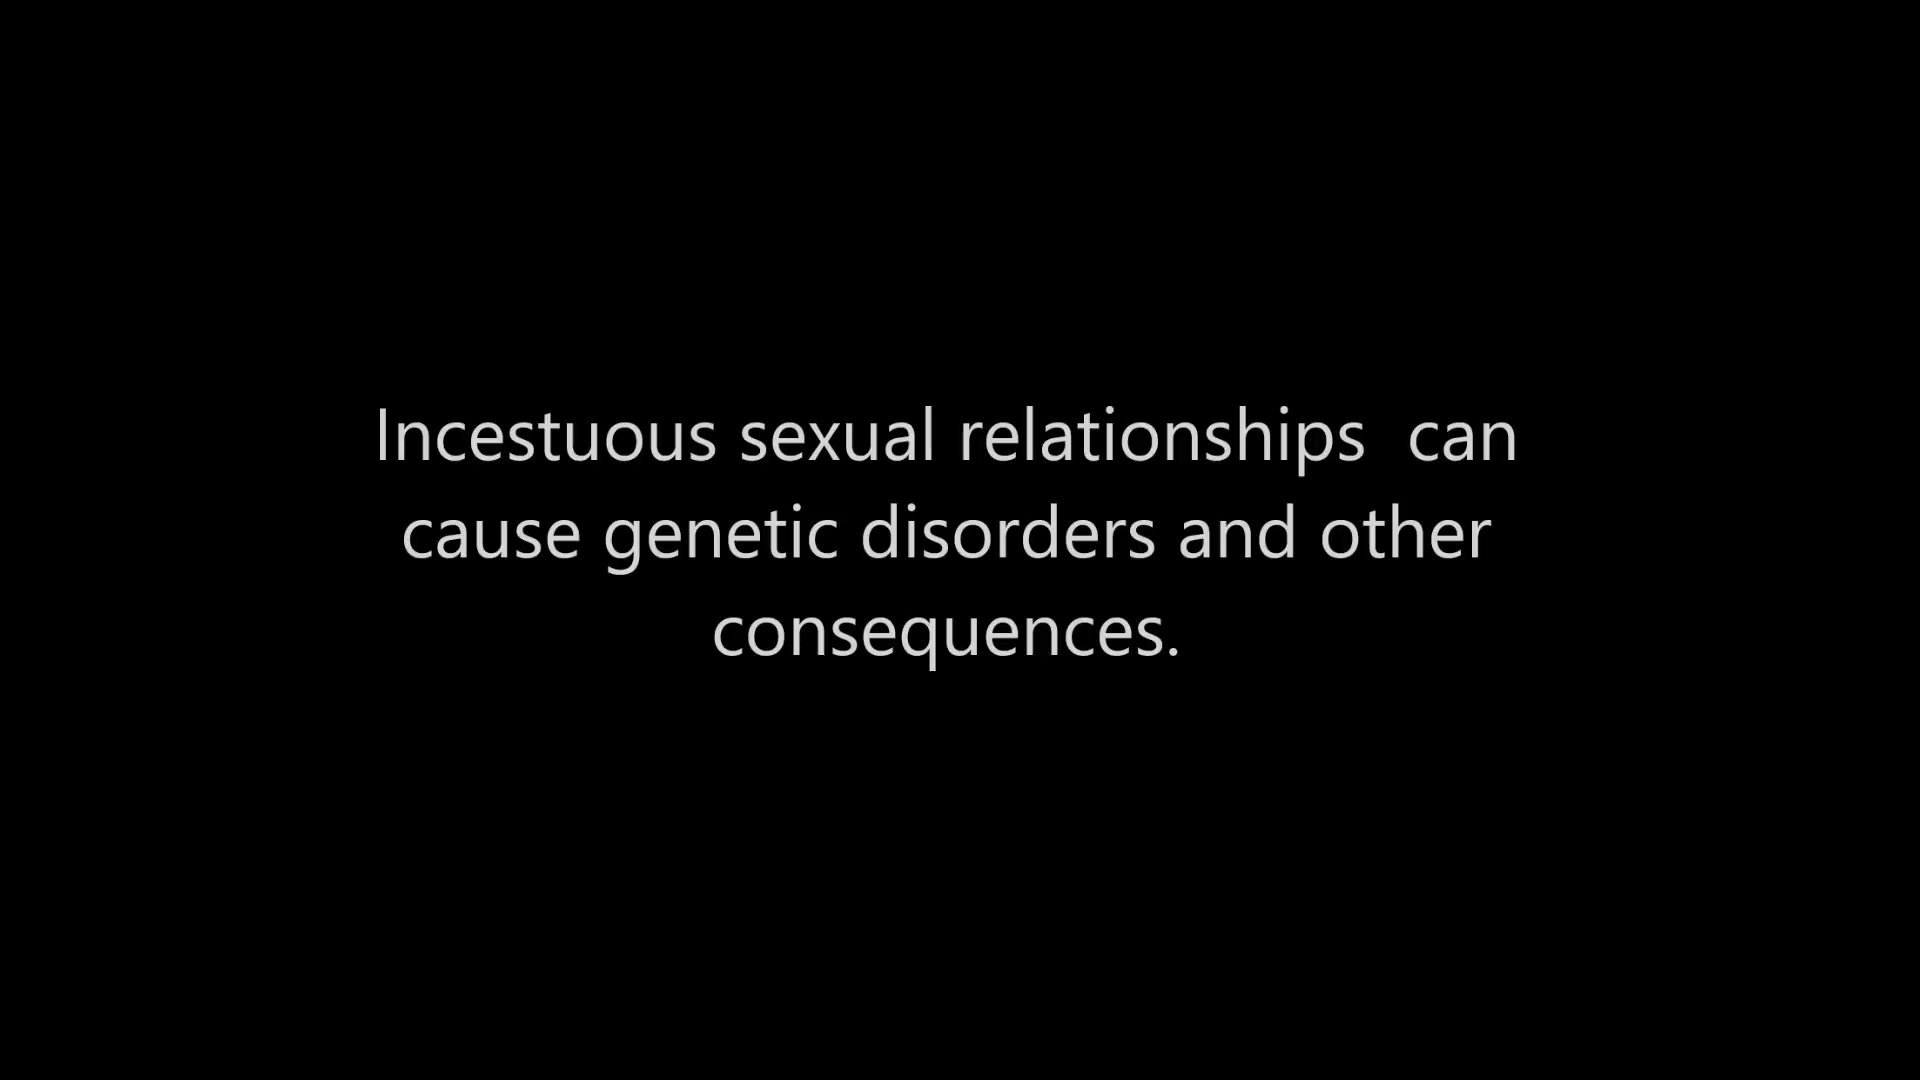 Incestuous sexual relationships  can
cause genetic disorders and other
consequences.